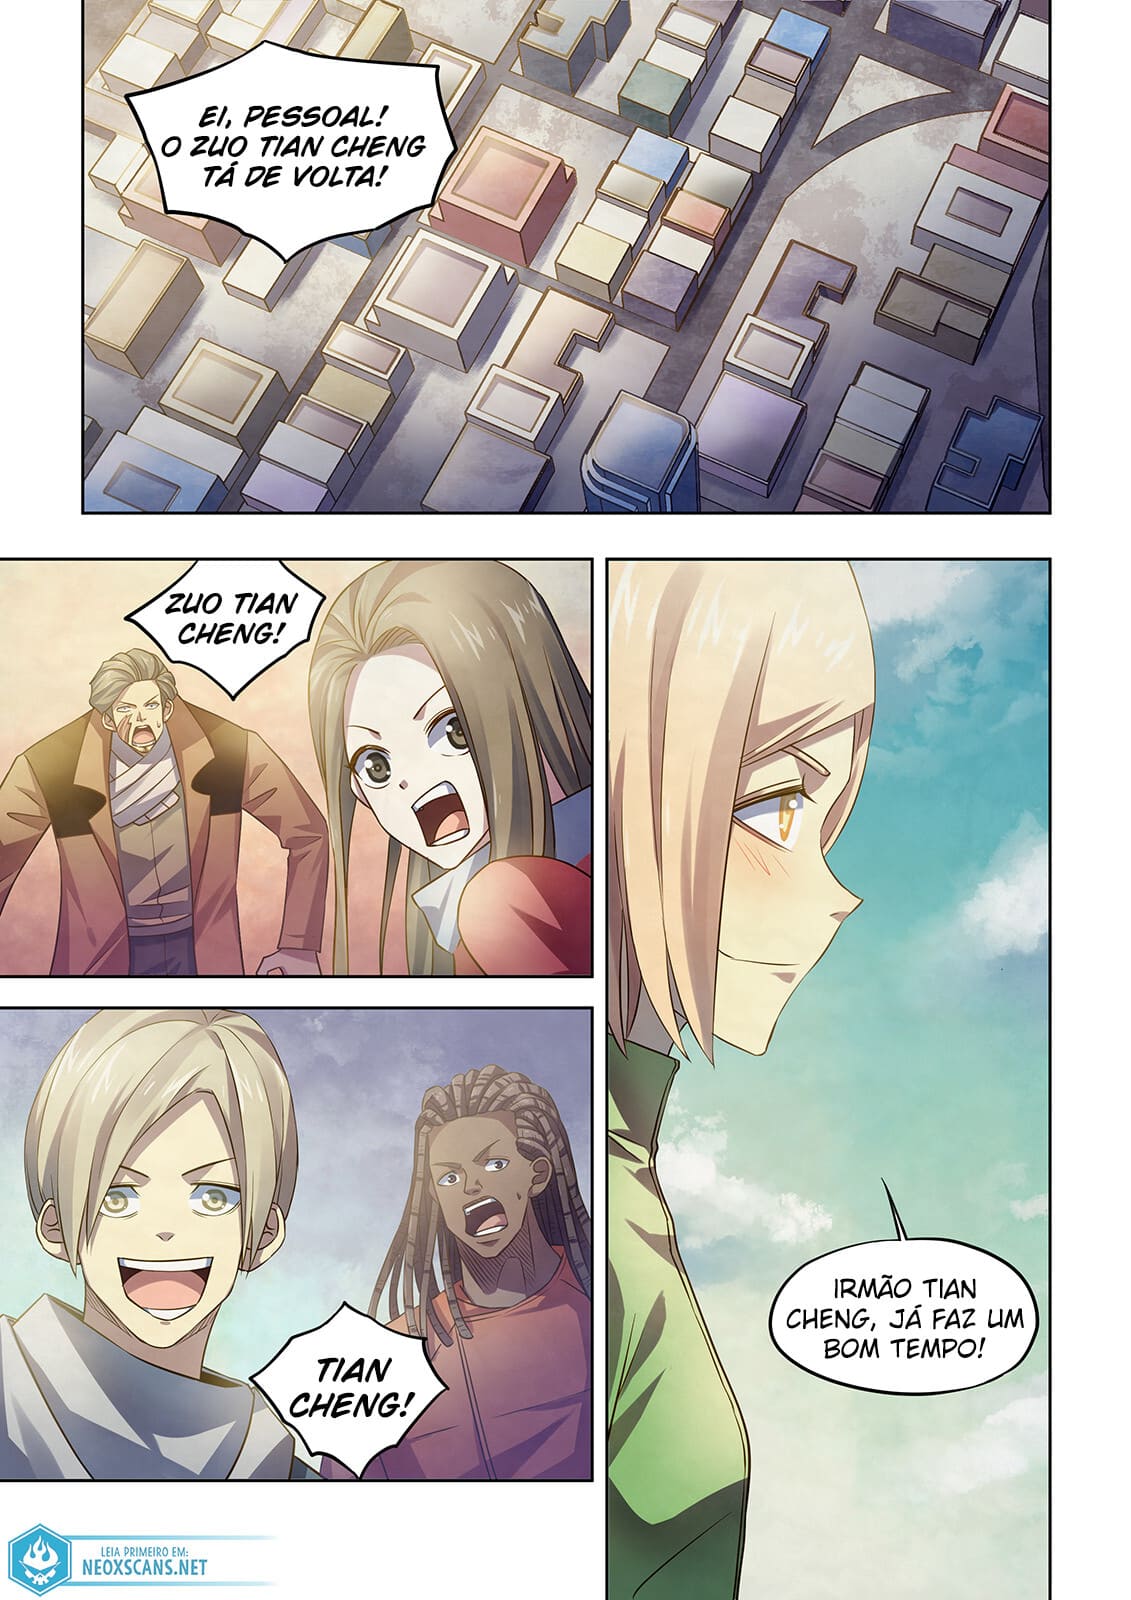 EI, PESSOAL!
O ZUO TIAN CHENG
TÁ DE VOLTA!
ZUO TIAN
CHENG!
TIAN
CHENG!
IRMÃO TIAN
CHENG, JÁ FAZ UM
BOM TEMPO!
LEIA PRIMEIRO EM:
NEOXSCANS.NET